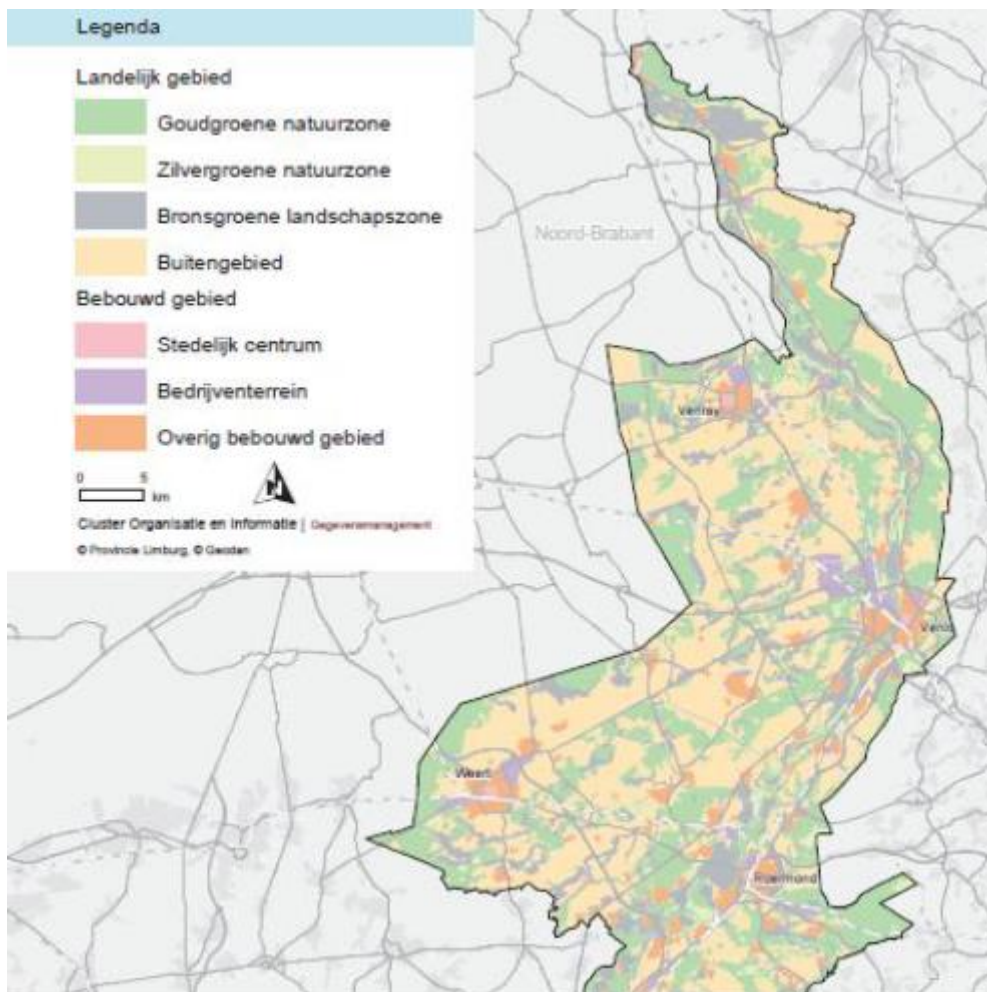 Legenda
Landelijk gebied
Goudgroene natuurzone
Zilvergroene natuurzone
Bronsgroene landschapszone
Buitengebied
Bebouwd gebied
Stedelijk centrum
Bedrijventerrein
Overig bebouwd gebied
0 5
km
Cluster Organisatie en Informatie | Gegevensmanagement
© Provincie Limburg, © Geodan
Noord-Brabant
Venray
Venlo
Weert
Roermond